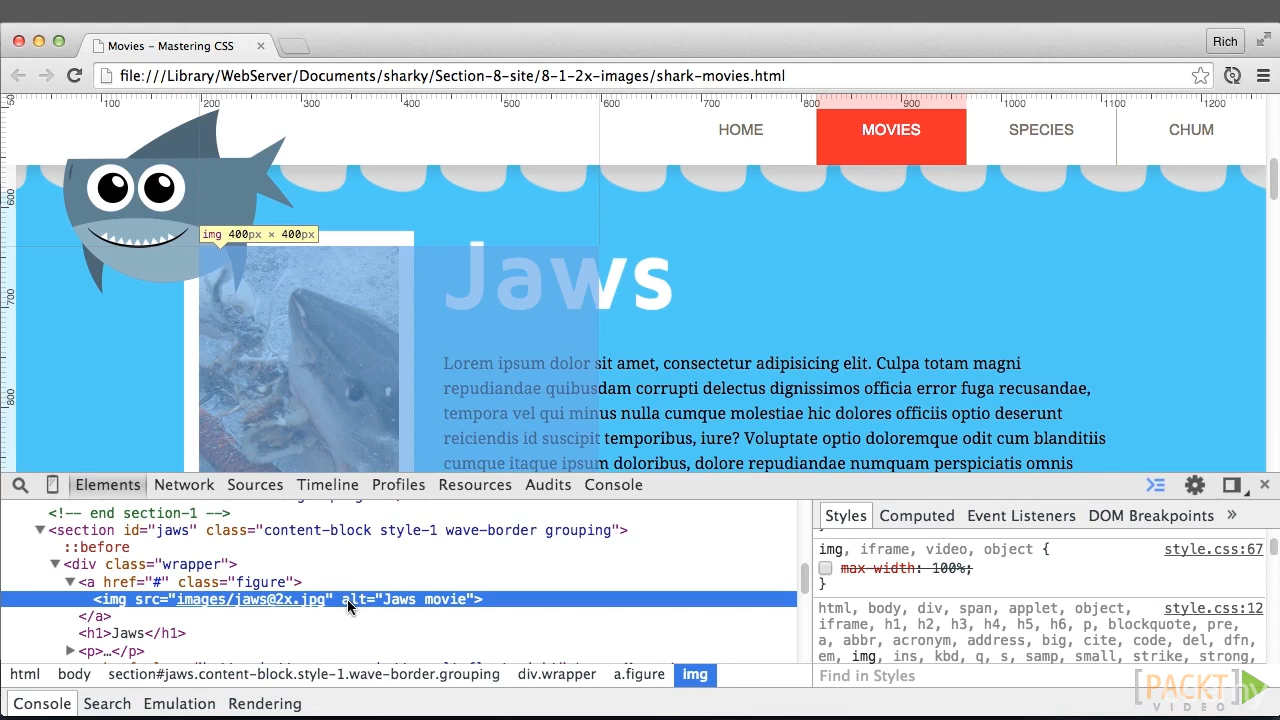 Movies – Mastering CSS
Rich
file:///Library/WebServer/Documents/sharky/Section-8-site/8-1-2x-images/shark-movies.html
50 100 200 300 400 500 600 700 800 900 1000 1100 1200
HOME MOVIES SPECIES CHUM
600
img 400px × 400px
Jaws
700
Lorem ipsum dolor sit amet, consectetur adipisicing elit. Culpa totam magni
repudiandae quibusdam corrupti delectus dignissimos officia error fuga recusandae,
800
tempora vel qui minus nulla cumque molestiae hic dolores officiis optio deserunt
reiciendis id suscipit temporibus, iure? Voluptate optio doloremque odit cum blanditiis
cumque itaque ipsum doloribus, dolore repudiandae numquam perspiciatis omnis
Elements Network Sources Timeline Profiles Resources Audits Console
<!-- end section-1 -->
<section id="jaws" class="content-block style-1 wave-border grouping">
::before
<div class="wrapper">
<a href="#" class="figure">
<img src="images/jaws@2x.jpg" alt="Jaws movie">
</a>
<h1>Jaws</h1>
<p>…</p>
html body section#jaws.content-block.style-1.wave-border.grouping div.wrapper a.figure img
Styles Computed Event Listeners DOM Breakpoints »
img, iframe, video, object { style.css:67
max-width: 100%;
}
html, body, div, span, applet, object, style.css:12
iframe, h1, h2, h3, h4, h5, h6, p, blockquote, pre,
a, abbr, acronym, address, big, cite, code, del, dfn,
em, img, ins, kbd, q, s, samp, small, strike, strong,
Find in Styles
Console Search Emulation Rendering
[PACKT]
VIDEO